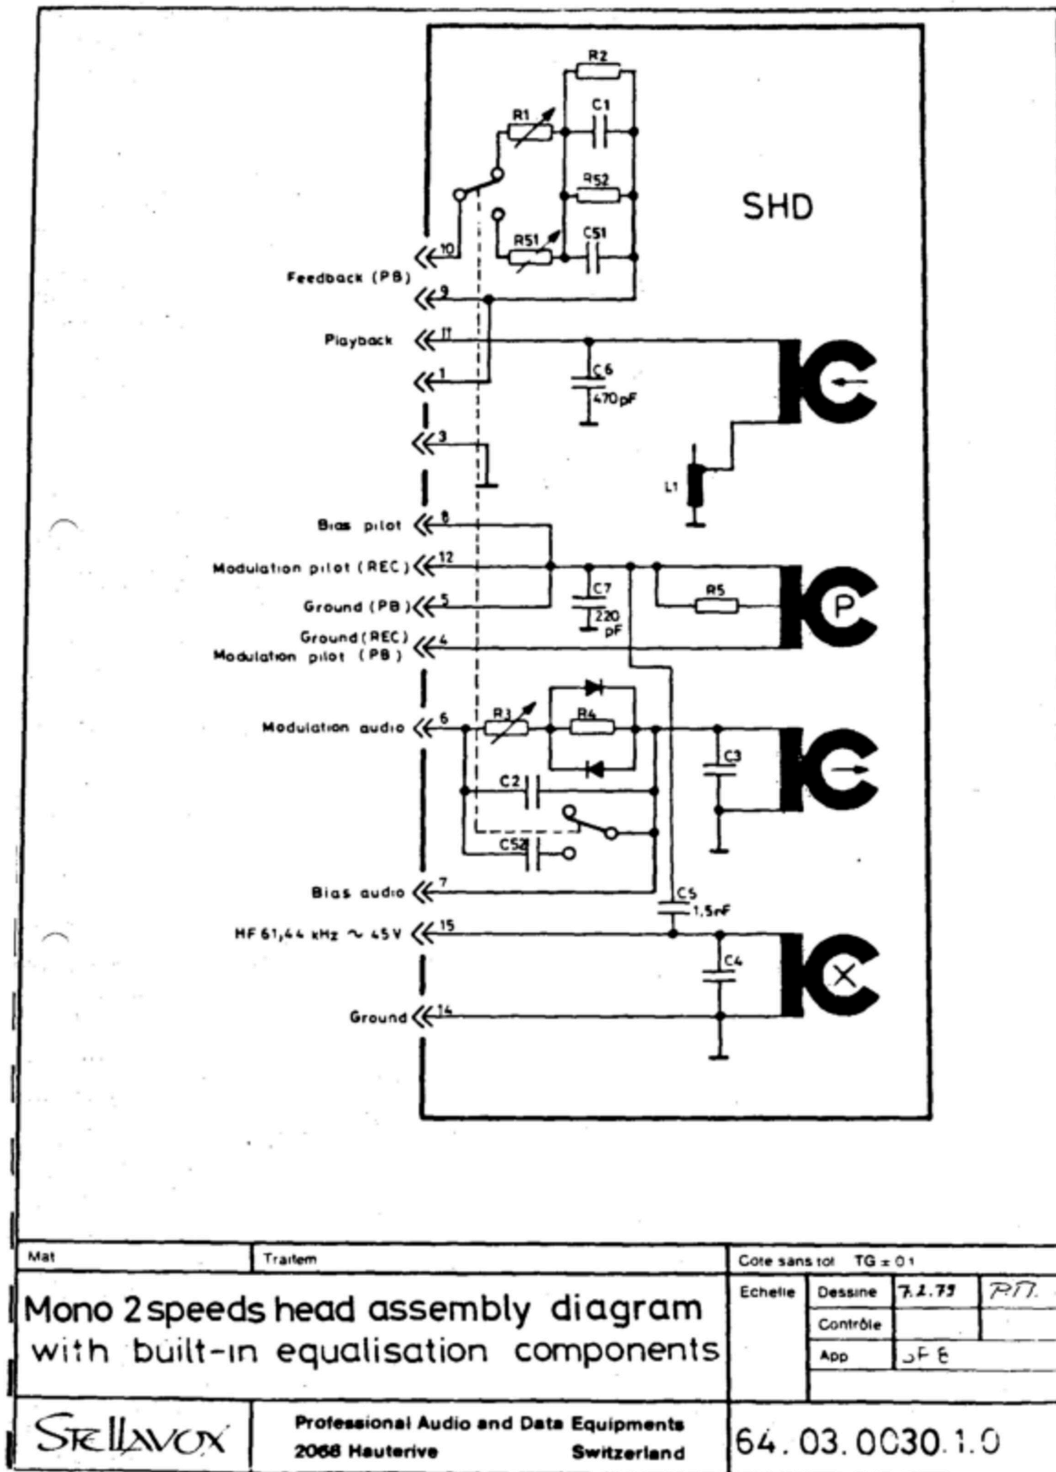 R2
R1
C1
R52
SHD
R51
C51
10
Feedback (PB)
9
Playback
11
1
C6
470pF
3
L1
Bias pilot
8
Modulation pilot (REC)
12
Ground (PB)
5
C7
220
pF
R5
P
Ground (REC)
Modulation pilot (PB)
4
Modulation audio
6
R3
R4
C2
C3
C52
Bias audio
7
C5
1,5nF
HF 61,44 kHz ~ 45V
15
C4
X
Ground
14
Mat
Traitem
Cote sans tol TG ± 0 1
Mono 2 speeds head assembly diagram
with built-in equalisation components
Echelle
Dessine
7.2.79
Contrôle
App
STELLAVOX
Professional Audio and Data Equipments
2068 Hauterive Switzerland
64.03.0030.1.0